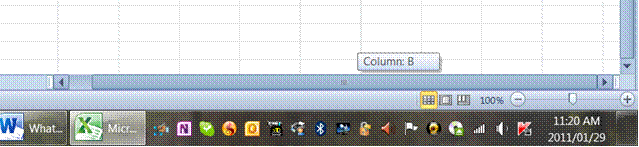 Column: B
100%
What...
Micr...
11:20 AM
2011/01/29